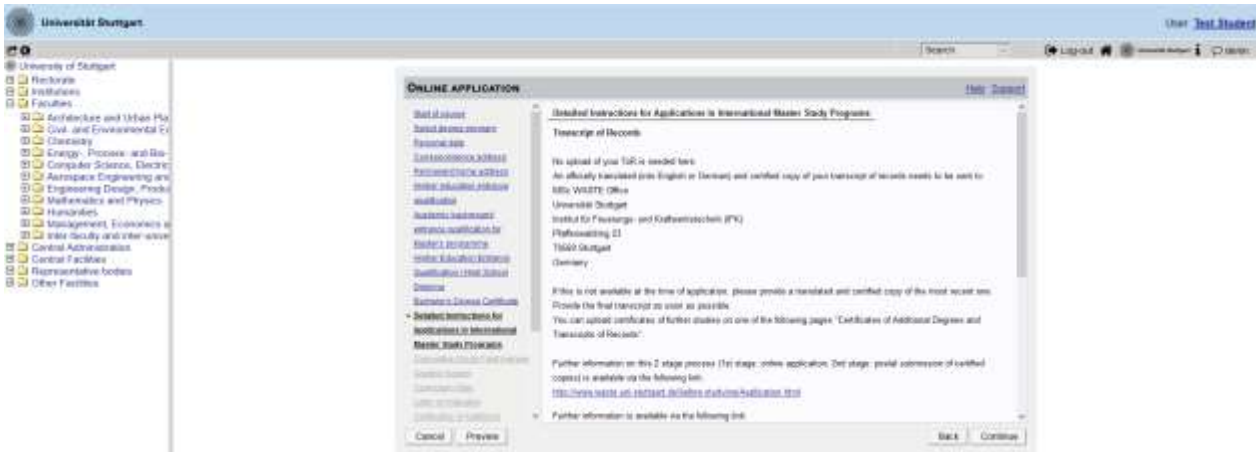 Universität Stuttgart
User: Test Student
Search
Log out
University of Stuttgart
Rectorate
Institutions
Faculties
Architecture and Urban Pla
Civil- and Environmental E
Chemistry
Energy-, Process- and Bio-
Computer Science, Electric
Aerospace Engineering and
Engineering Design, Produ
Mathematics and Physics
Humanities
Management, Economics a
Inter-faculty and inter-unive
Central Administration
Central Facilities
Representative bodies
Other Facilities
ONLINE APPLICATION
Help Support
Start of course
Select degree program
Personal data
Correspondence address
Permanent home address
Higher education entrance
qualification
Academic background
entrance qualification for
Master's programme
Higher Education Entrance
Qualification / High School
Diploma
Bachelor's Degree Certificate
Detailed Instructions for
Applications in International
Master Study Programs
Detailed Instructions for Applications in International Master Study Programs
Transcript of Records
No upload of your ToR is needed here.
An officially translated (into English or German) and certified copy of your transcript of records needs to be sent to
MSc WASTE Office
Universität Stuttgart
Institut für Feuerungs- und Kraftwerkstechnik (IFK)
Pfaffenwaldring 23
70569 Stuttgart
Germany
If this is not available at the time of application, please provide a translated and certified copy of the most recent one.
Provide the final transcript as soon as possible.
You can upload certificates of further studies on one of the following pages "Certificates of Additional Degrees and
Transcripts of Records".
Further information on this 2 stage process (1st stage: online application, 2nd stage: postal submission of certified
copies) is available via the following link:
Further information is available via the following link
Cancel
Preview
Back
Continue